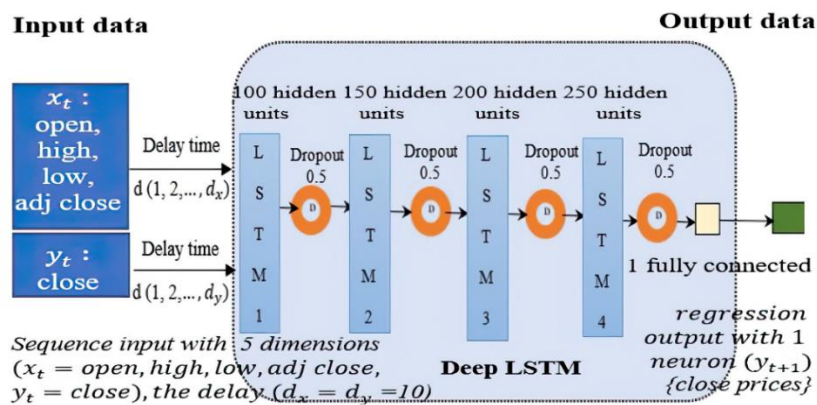 Input data
Output data
x_t :
open,
high,
low,
adj close
Delay time
d (1, 2,..., d_x)
y_t :
close
Delay time
d (1, 2,..., d_y)
100 hidden units
150 hidden units
200 hidden units
250 hidden units
L S T M 1
Dropout
0.5
D
L S T M 2
Dropout
0.5
D
L S T M 3
Dropout
0.5
D
L S T M 4
Dropout
0.5
D
1 fully connected
Deep LSTM
Sequence input with 5 dimensions
(x_t = open, high, low, adj close,
y_t = close), the delay (d_x = d_y =10)
regression
output with 1
neuron (y_{t+1})
{close prices}